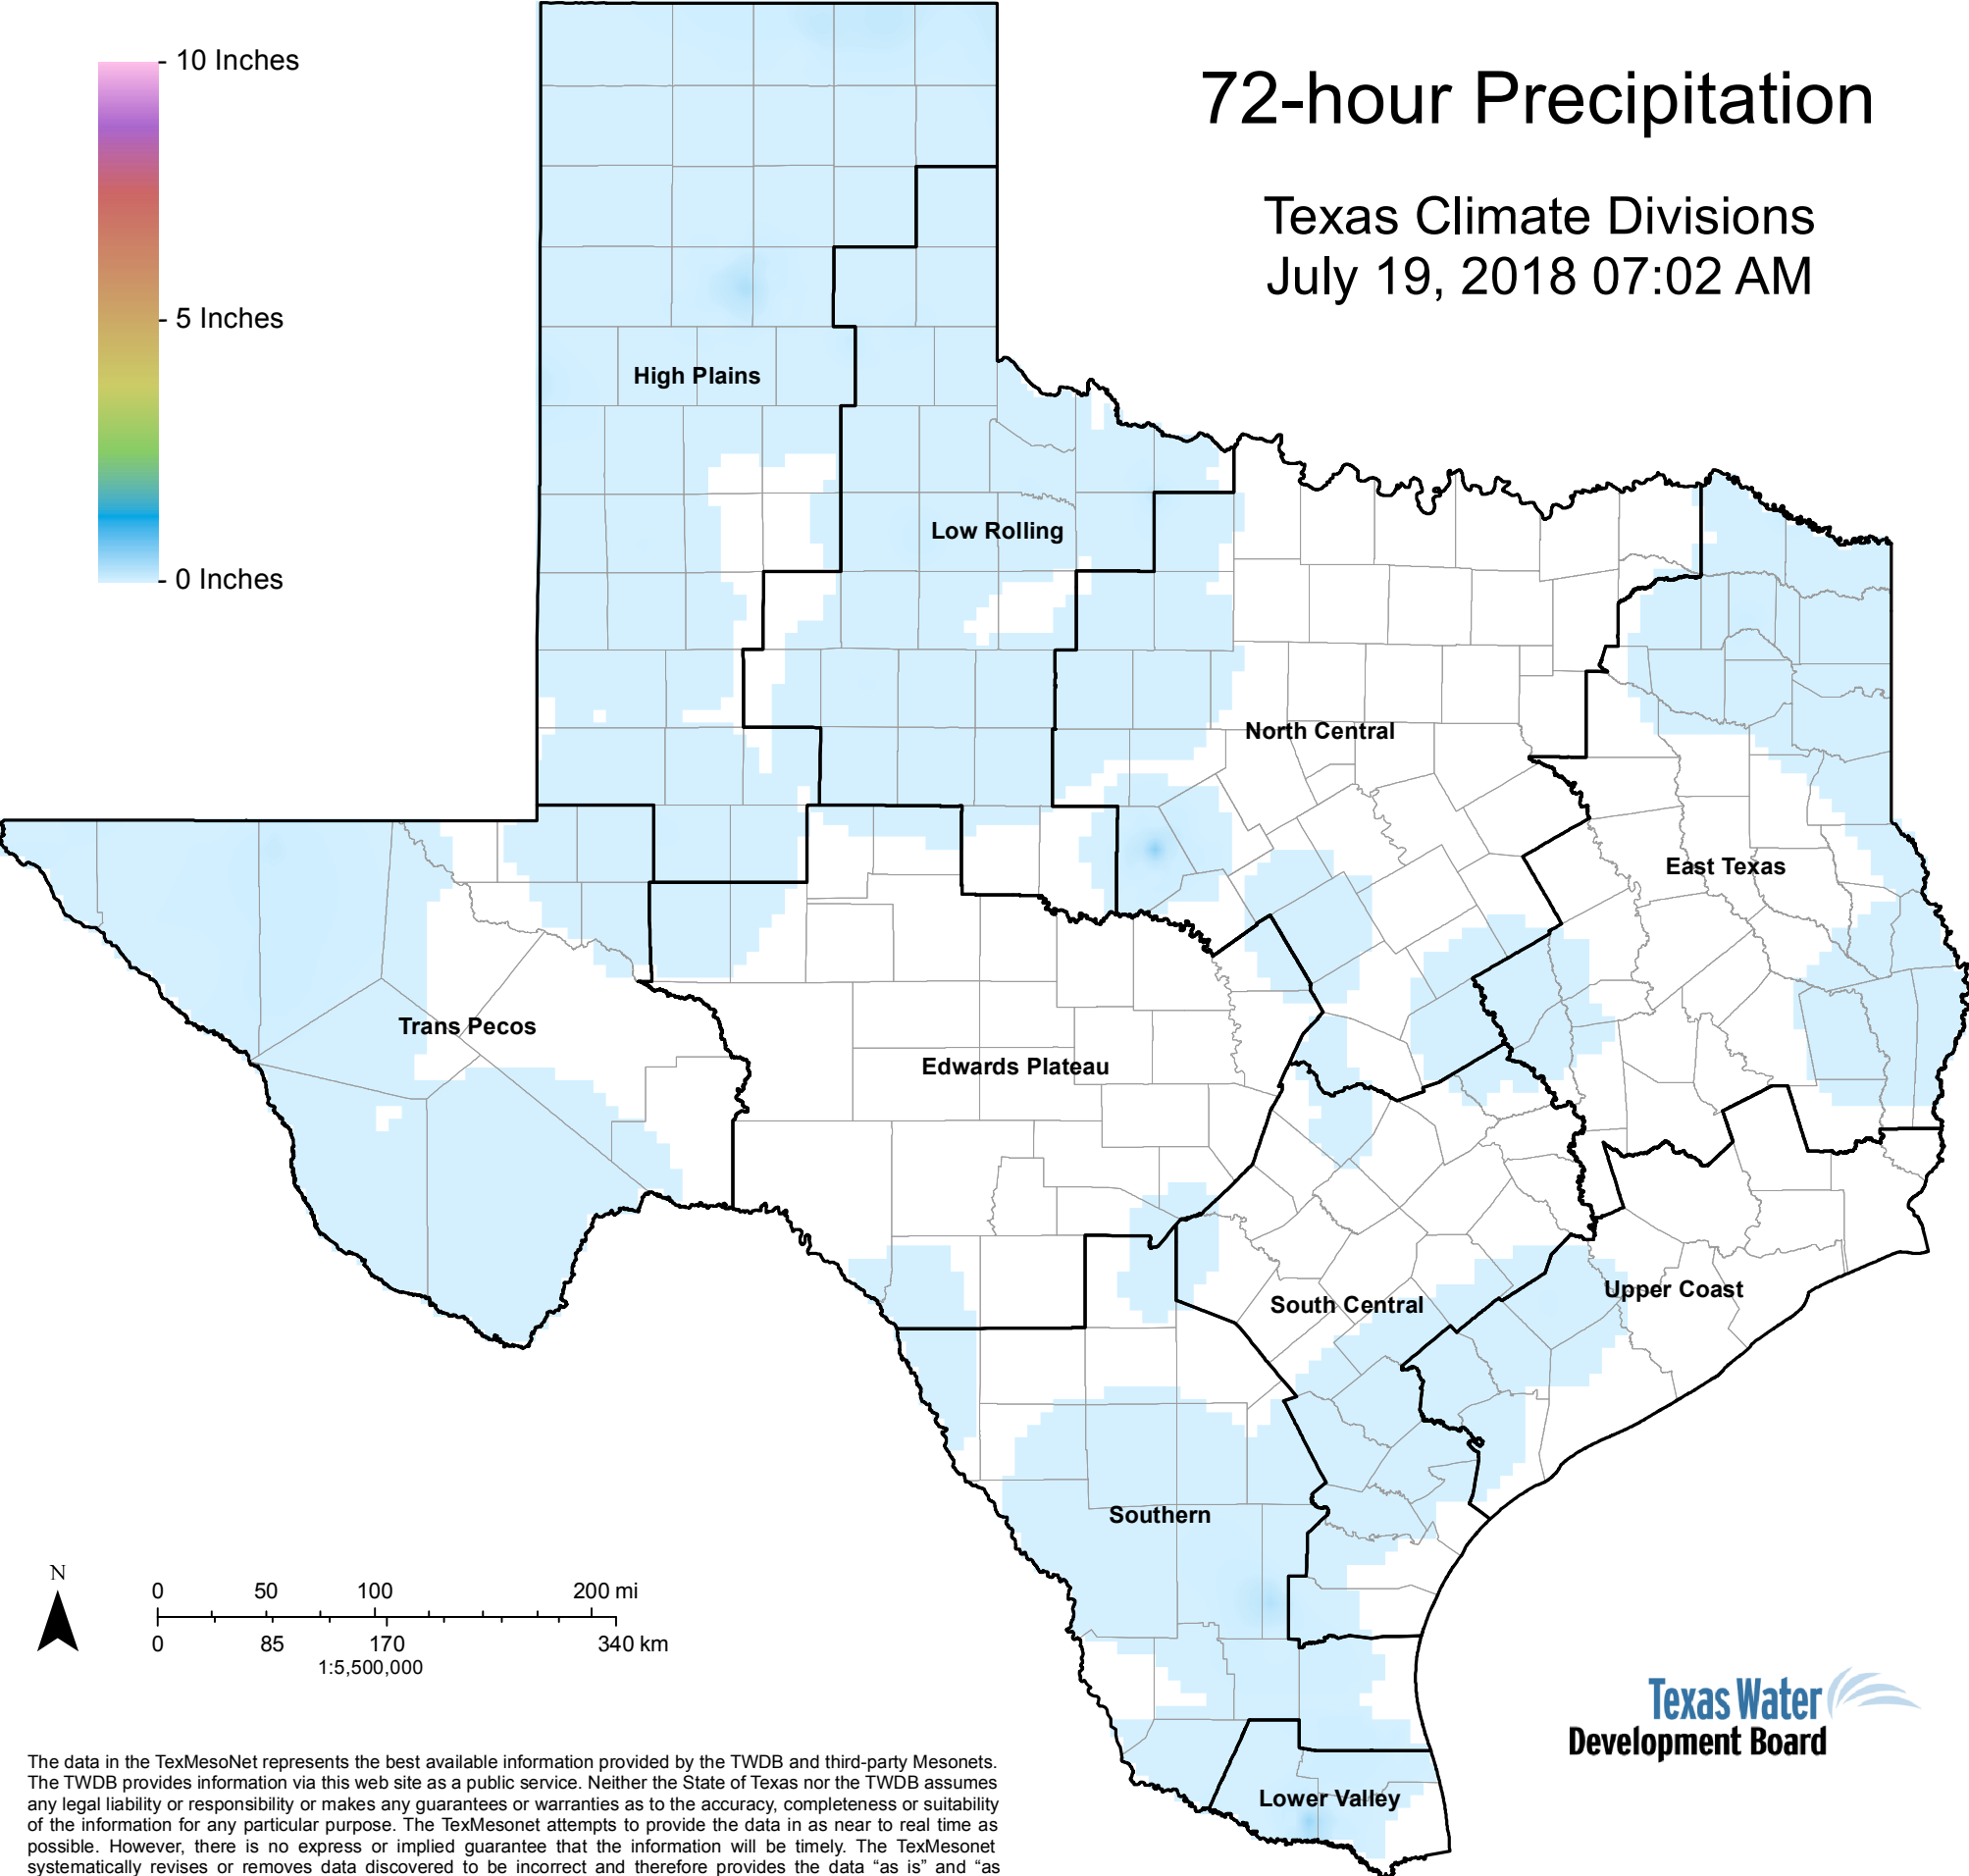 72-hour Precipitation
Texas Climate Divisions
July 19, 2018 07:02 AM
10 Inches
5 Inches
0 Inches
High Plains
Low Rolling
North Central
East Texas
Trans Pecos
Edwards Plateau
South Central
Upper Coast
Southern
Lower Valley
N
0 50 100 200 mi
0 85 170 340 km
1:5,500,000
Texas Water
Development Board
The data in the TexMesoNet represents the best available information provided by the TWDB and third-party Mesonets.
The TWDB provides information via this web site as a public service. Neither the State of Texas nor the TWDB assumes
any legal liability or responsibility or makes any guarantees or warranties as to the accuracy, completeness or suitability
of the information for any particular purpose. The TexMesonet attempts to provide the data in as near to real time as
possible. However, there is no express or implied guarantee that the information will be timely. The TexMesonet
systematically revises or removes data discovered to be incorrect and therefore provides the data “as is” and “as